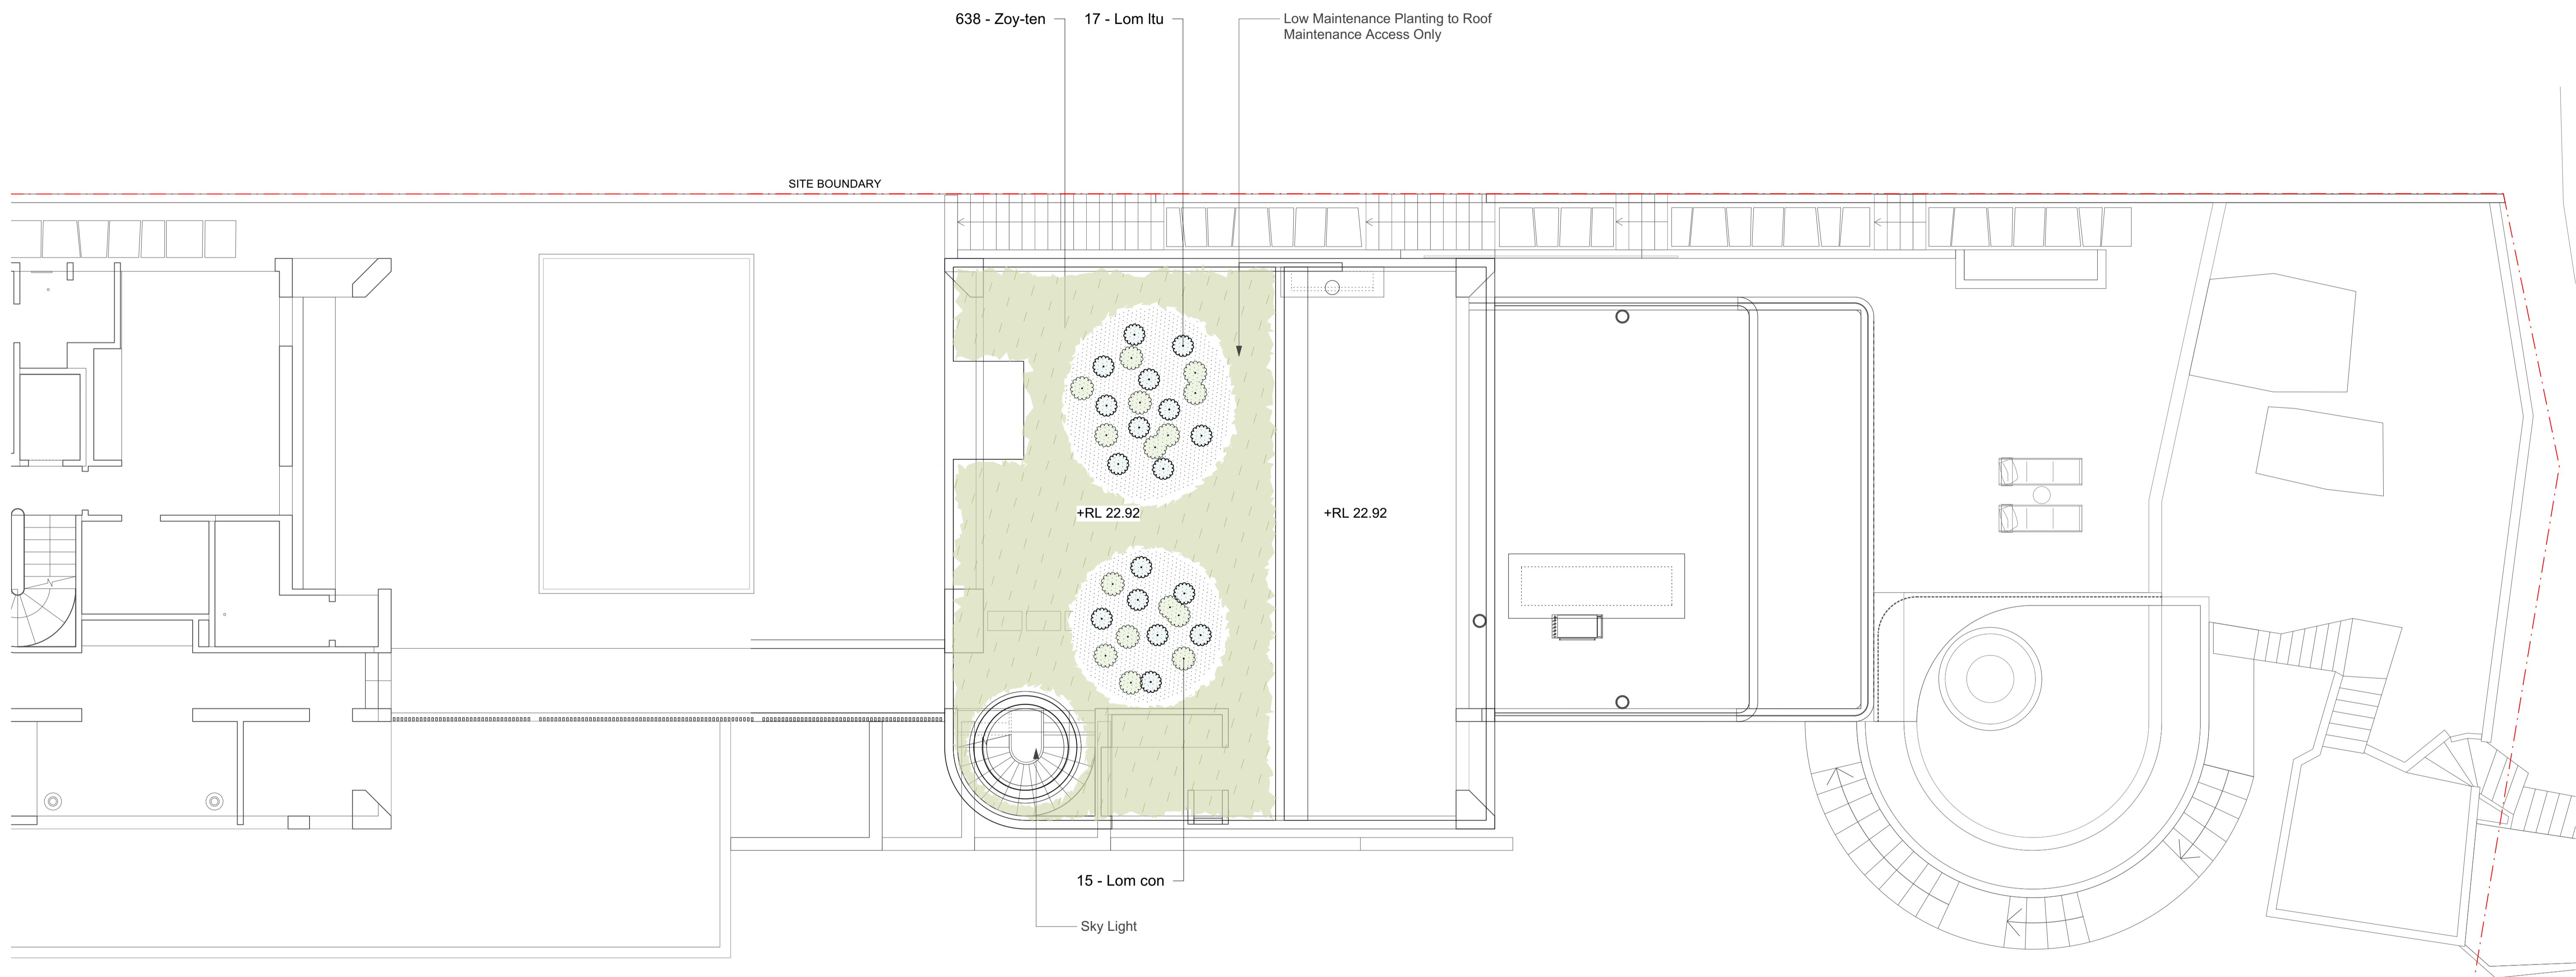 638 - Zoy-ten
17 - Lom ltu
Low Maintenance Planting to Roof
Maintenance Access Only
SITE BOUNDARY
+RL 22.92
+RL 22.92
15 - Lom con
Sky Light